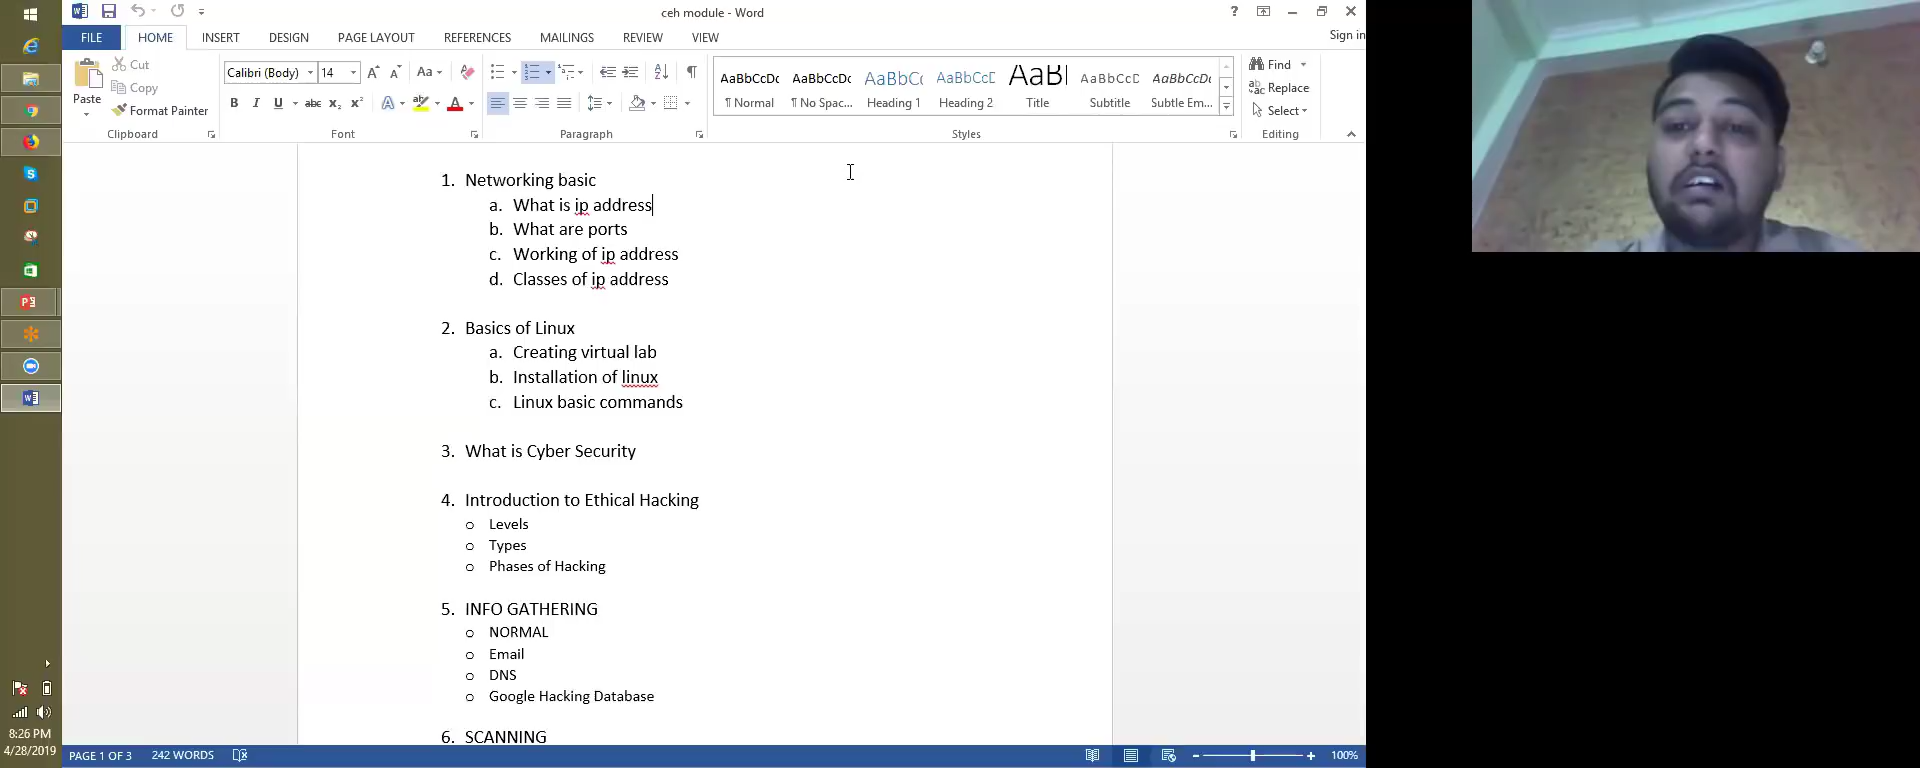 ceh module - Word
?
FILE HOME INSERT DESIGN PAGE LAYOUT REFERENCES MAILINGS REVIEW VIEW Sign in
Paste
Cut
Copy
Format Painter
Clipboard
Calibri (Body) 14
Aa
B I U abc x₂ x² A
Font
Paragraph
AaBbCcDc AaBbCcDc AaBbC AaBbCcD AaBl AaBbCcD AaBbCcDc
¶ Normal ¶ No Spac... Heading 1 Heading 2 Title Subtitle Subtle Em...
Styles
Find
Replace
Select
Editing
1. Networking basic
a. What is ip address
b. What are ports
c. Working of ip address
d. Classes of ip address
2. Basics of Linux
a. Creating virtual lab
b. Installation of linux
c. Linux basic commands
3. What is Cyber Security
4. Introduction to Ethical Hacking
o Levels
o Types
o Phases of Hacking
5. INFO GATHERING
o NORMAL
o Email
o DNS
o Google Hacking Database
6. SCANNING
8:26 PM
4/28/2019
PAGE 1 OF 3 242 WORDS 100%